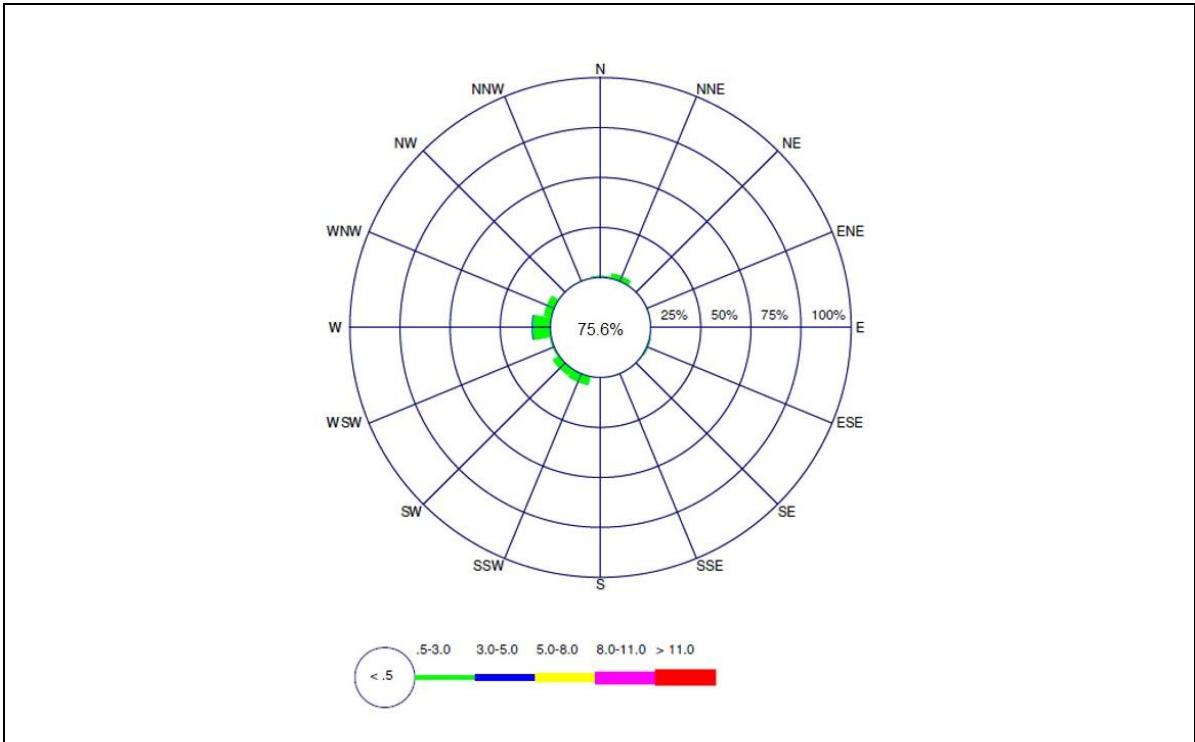 N
NNW NNE
NW NE
WNW ENE
W 75.6% 25% 50% 75% 100% E
WSW ESE
SW SE
SSW SSE
S
.5-3.0 3.0-5.0 5.0-8.0 8.0-11.0 > 11.0
< .5